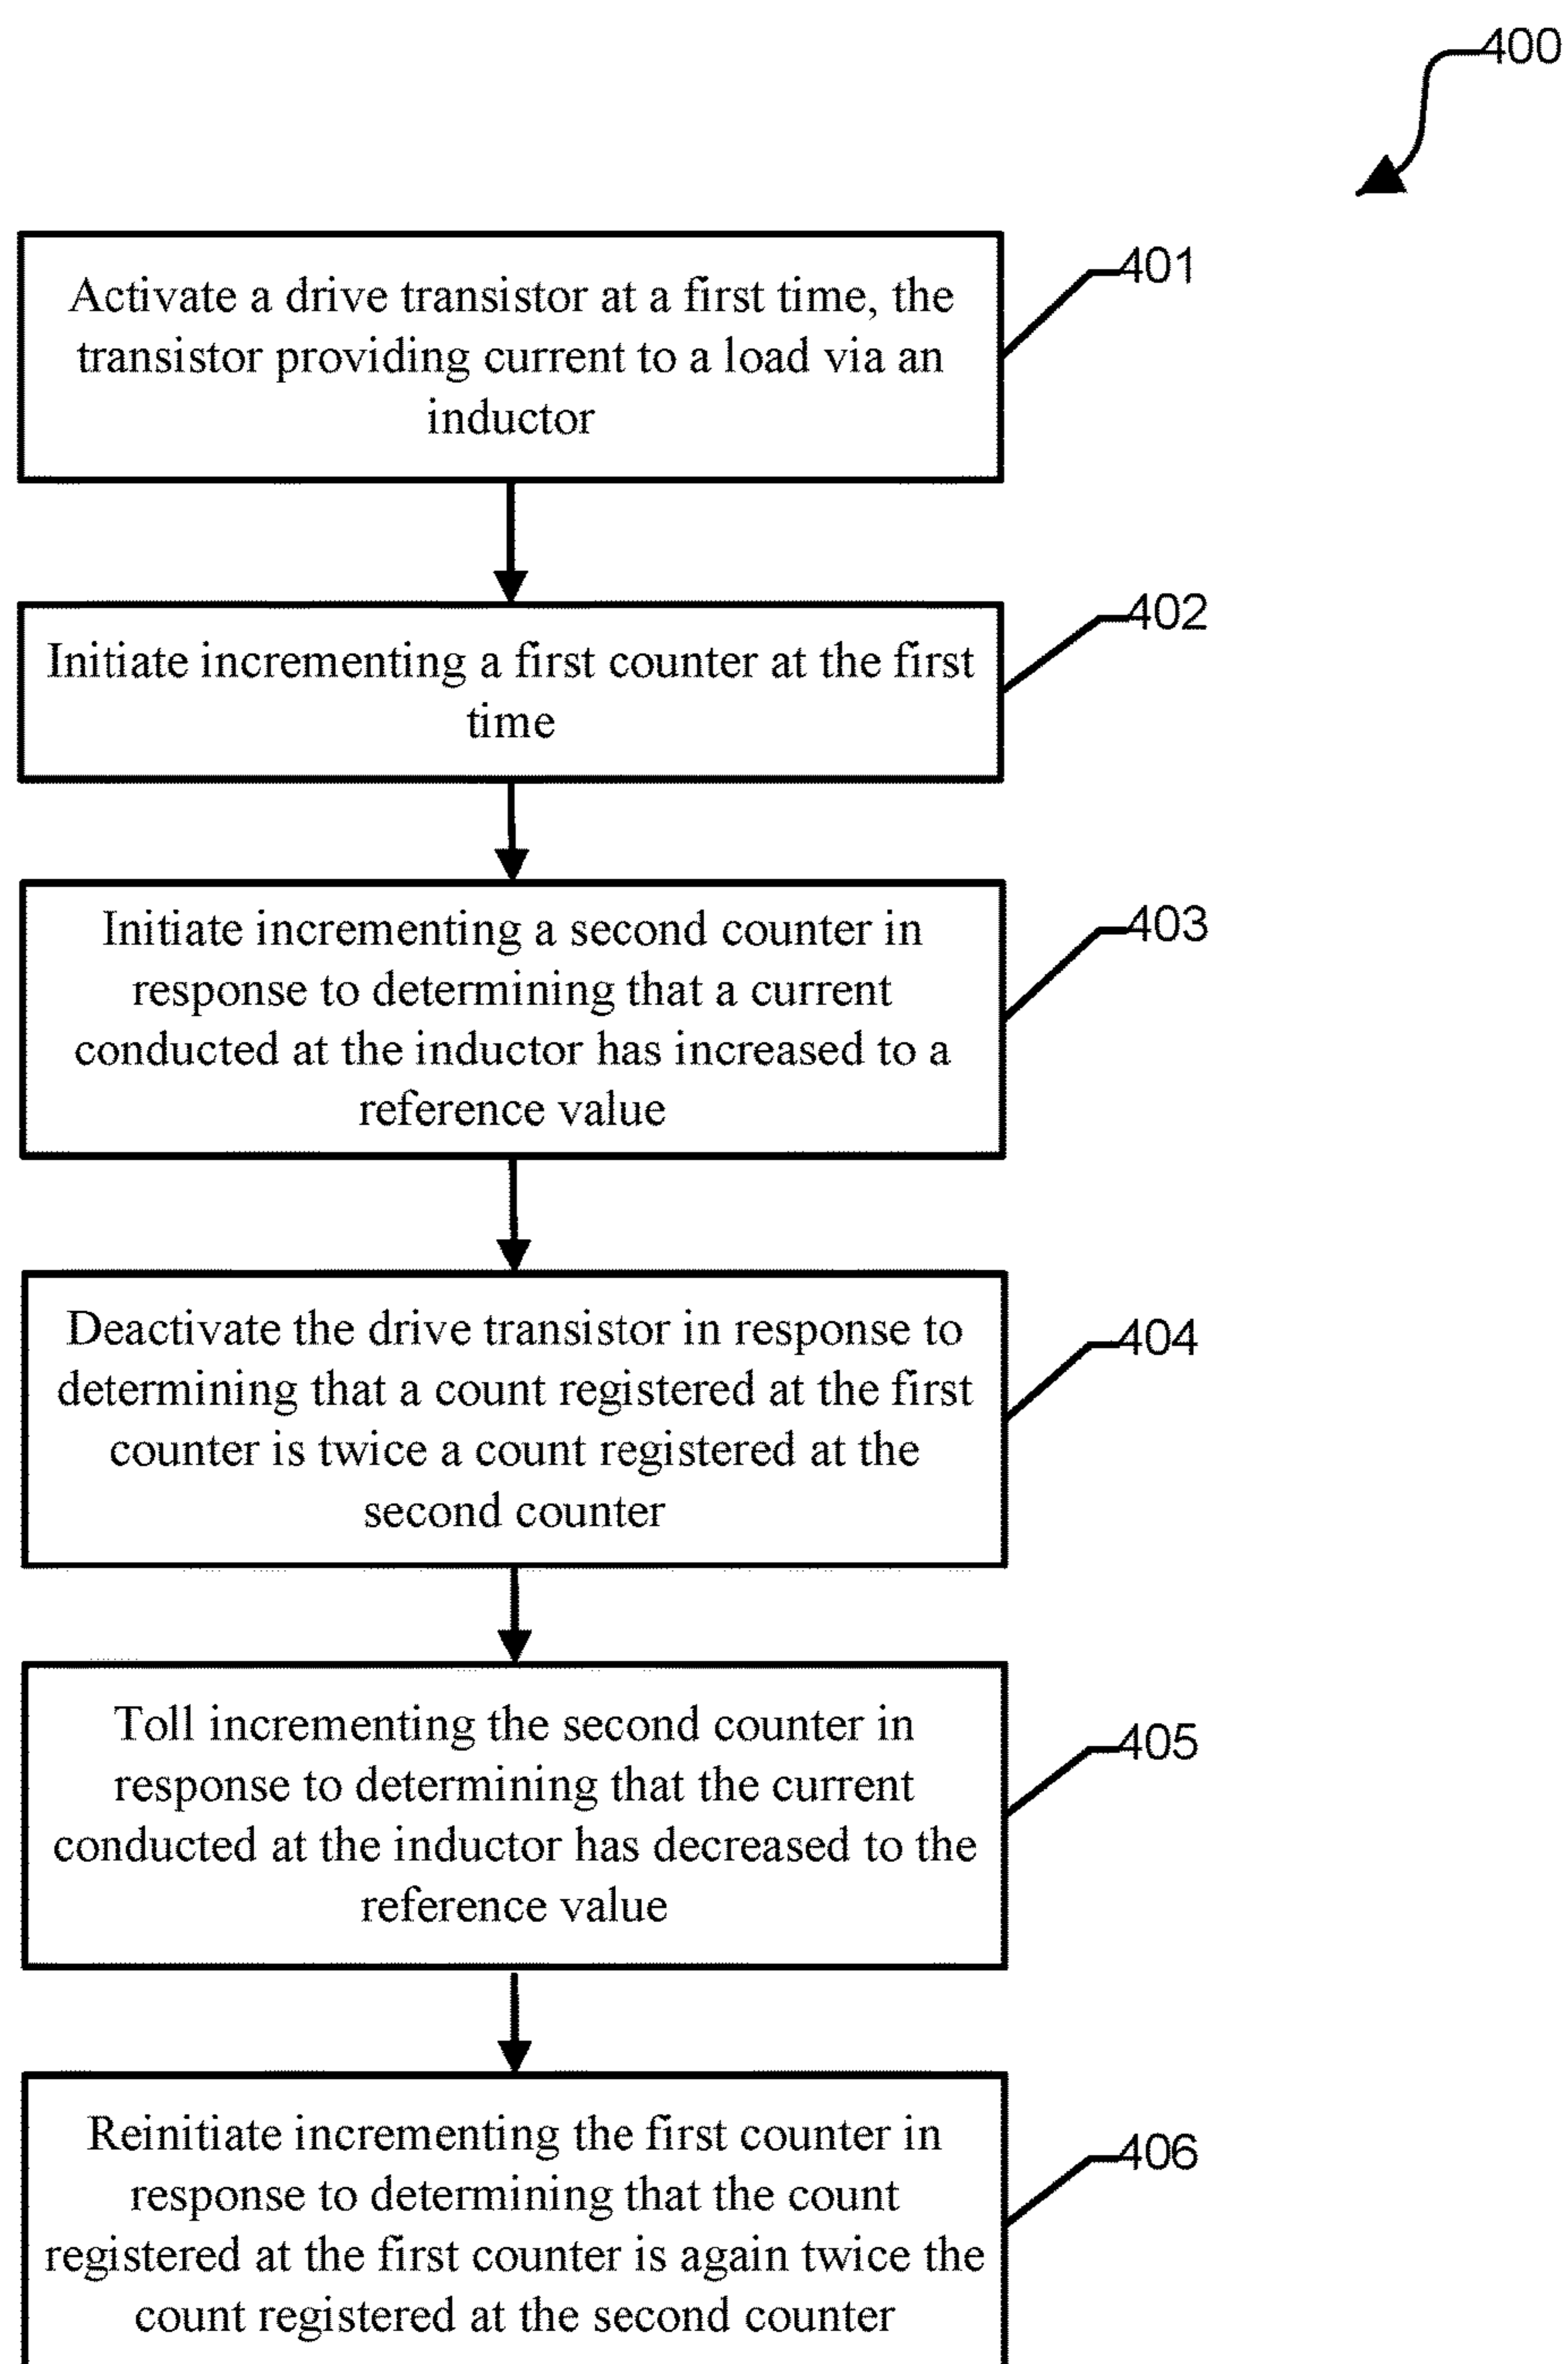 400
Activate a drive transistor at a first time, the
transistor providing current to a load via an
inductor
401
Initiate incrementing a first counter at the first
time
402
Initiate incrementing a second counter in
response to determining that a current
conducted at the inductor has increased to a
reference value
403
Deactivate the drive transistor in response to
determining that a count registered at the first
counter is twice a count registered at the
second counter
404
Toll incrementing the second counter in
response to determining that the current
conducted at the inductor has decreased to the
reference value
405
Reinitiate incrementing the first counter in
response to determining that the count
registered at the first counter is again twice the
count registered at the second counter
406